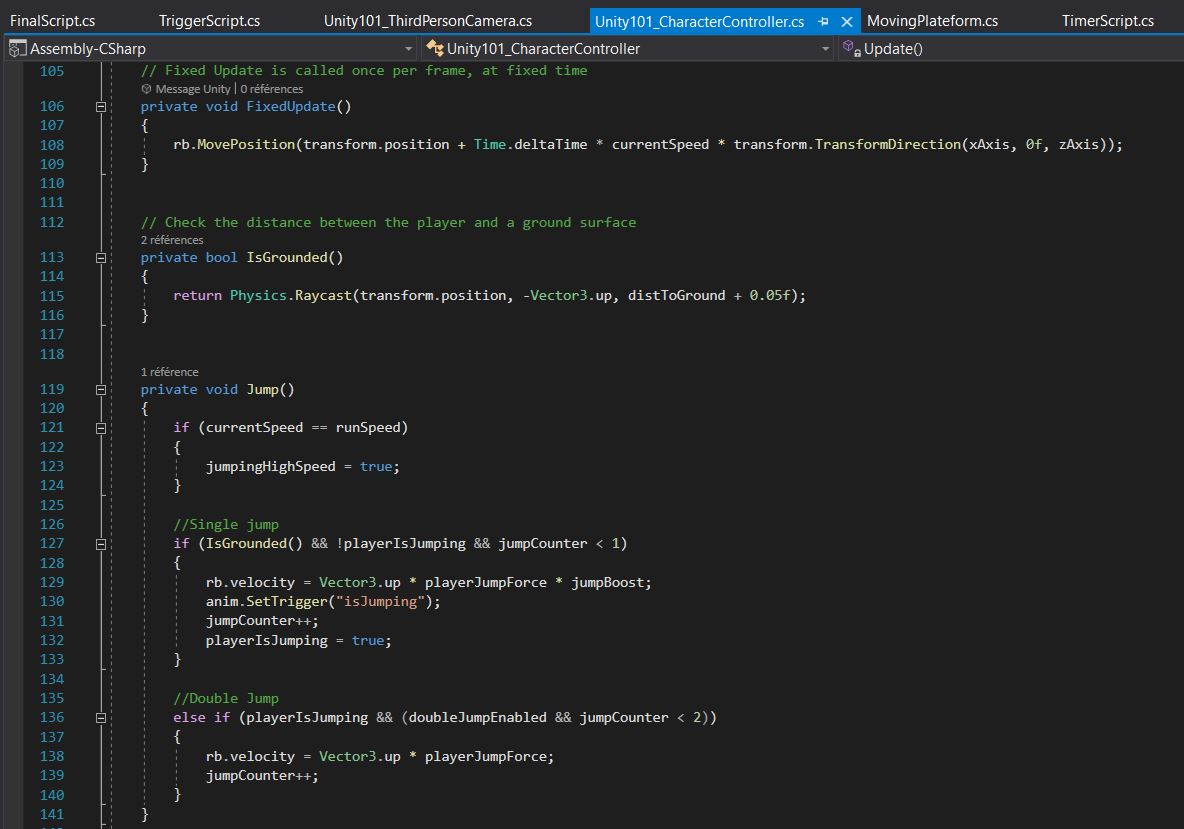 FinalScript.cs TriggerScript.cs Unity101_ThirdPersonCamera.cs Unity101_CharacterController.cs MovingPlateform.cs TimerScript.cs
Assembly-CSharp Unity101_CharacterController Update()
105 // Fixed Update is called once per frame, at fixed time
Message Unity | 0 références
106 private void FixedUpdate()
107 {
108 rb.MovePosition(transform.position + Time.deltaTime * currentSpeed * transform.TransformDirection(xAxis, 0f, zAxis));
109 }
110
111
112 // Check the distance between the player and a ground surface
2 références
113 private bool IsGrounded()
114 {
115 return Physics.Raycast(transform.position, -Vector3.up, distToGround + 0.05f);
116 }
117
118
1 référence
119 private void Jump()
120 {
121 if (currentSpeed == runSpeed)
122 {
123 jumpingHighSpeed = true;
124 }
125
126 //Single jump
127 if (IsGrounded() && !playerIsJumping && jumpCounter < 1)
128 {
129 rb.velocity = Vector3.up * playerJumpForce * jumpBoost;
130 anim.SetTrigger("isJumping");
131 jumpCounter++;
132 playerIsJumping = true;
133 }
134
135 //Double Jump
136 else if (playerIsJumping && (doubleJumpEnabled && jumpCounter < 2))
137 {
138 rb.velocity = Vector3.up * playerJumpForce;
139 jumpCounter++;
140 }
141 }